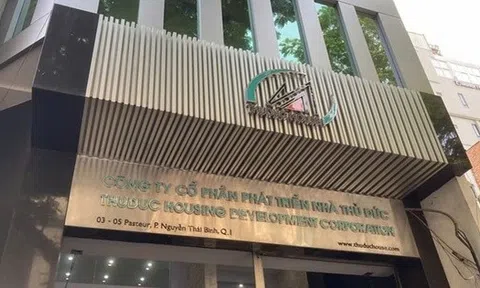 CÔNG TY CỔ PHẦN PHÁT TRIỂN NHÀ THỦ ĐỨC
THUDUC HOUSING DEVELOPMENT CORPORATION
03 - 05 Pasteur, P. Nguyễn Thái Bình, Q.1
www.thuduchouse.com